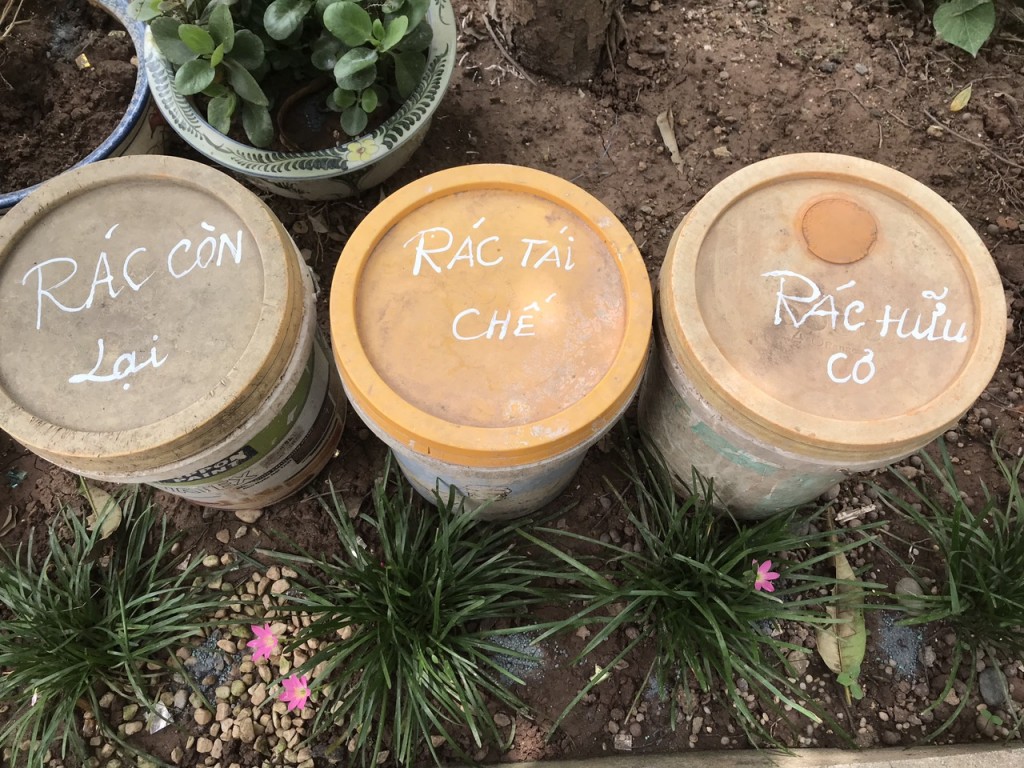 RÁC CÒN
Lại
RÁC TÁI
CHẾ
RÁC HỮU
CƠ